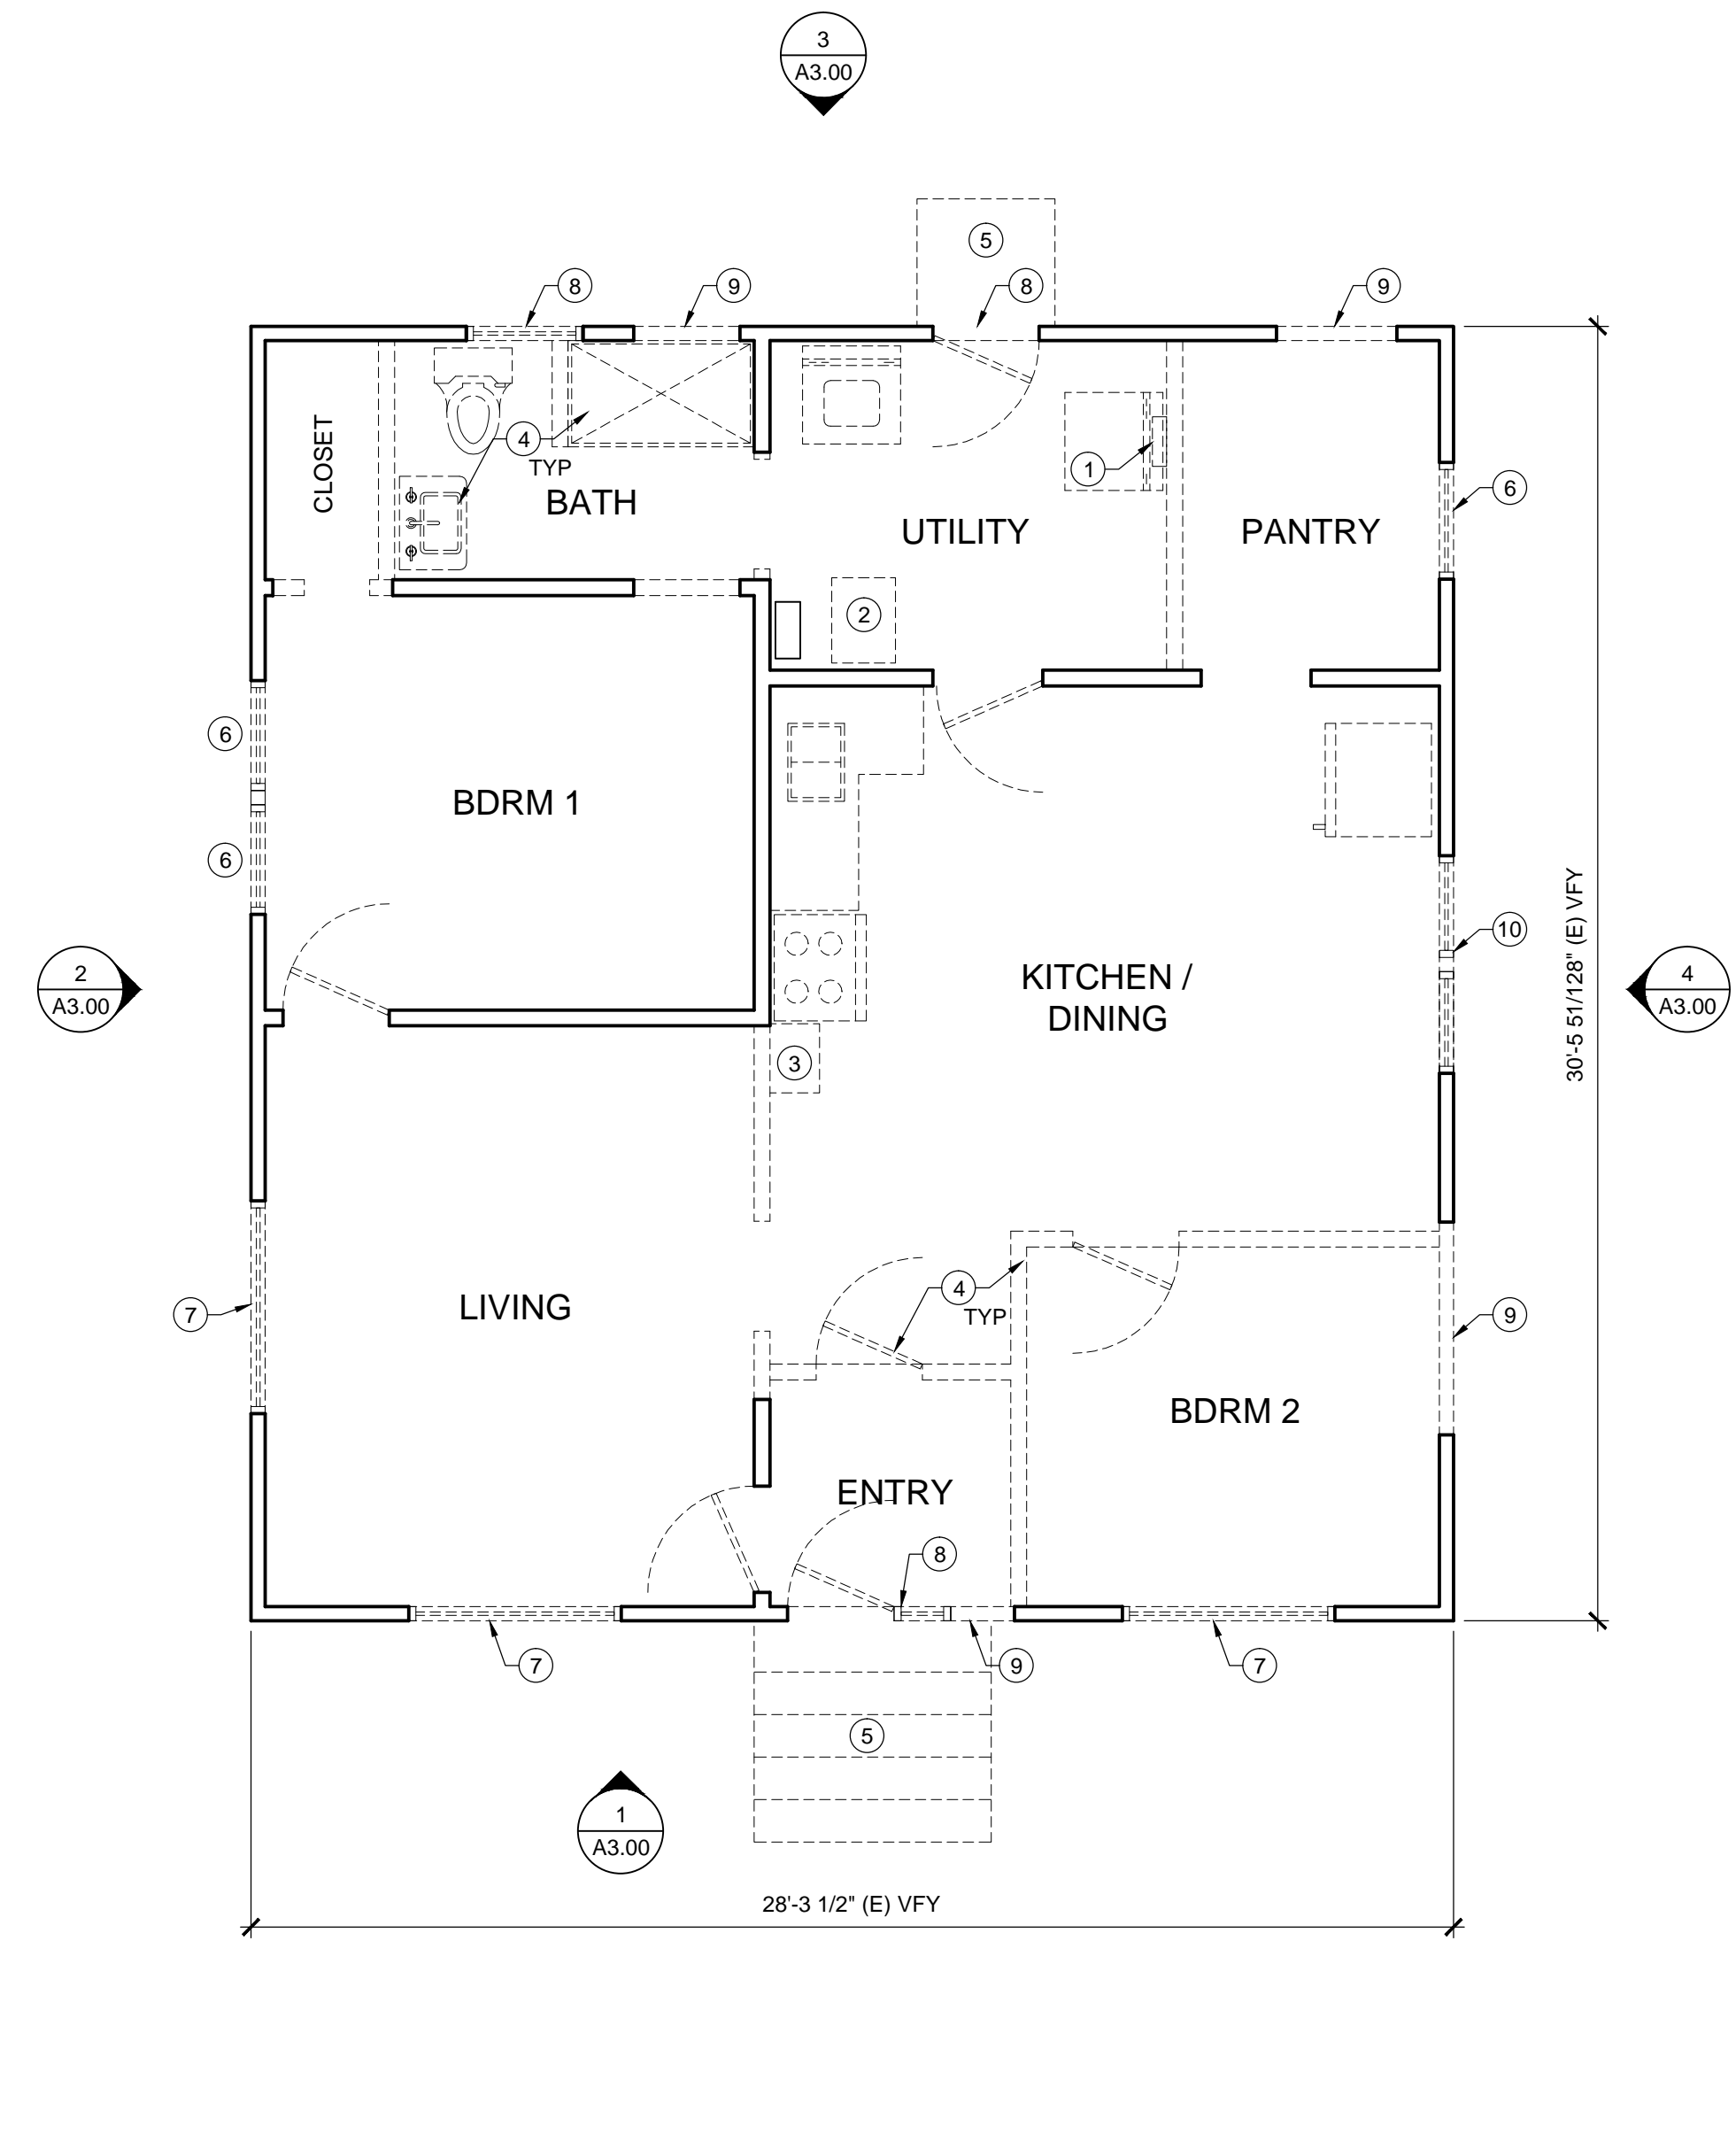 3
A3.00
5
8
9
8
9
CLOSET
4
TYP
BATH
1
6
UTILITY
PANTRY
2
6
BDRM 1
6
10
KITCHEN /
DINING
2
A3.00
4
A3.00
30'-5 51/128" (E) VFY
3
4
TYP
LIVING
7
9
BDRM 2
ENTRY
8
7
9
7
5
1
A3.00
28'-3 1/2" (E) VFY